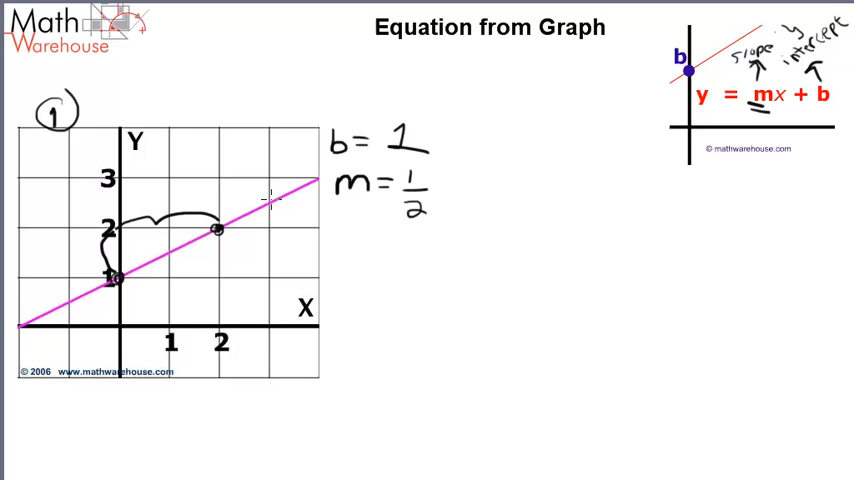 Math
Warehouse
Equation from Graph
slope
y
intercept
b
y = mx + b
© mathwarehouse.com
1
Y
3
2
1
X
1 2
© 2006 www.mathwarehouse.com
b = 1
m = 1/2